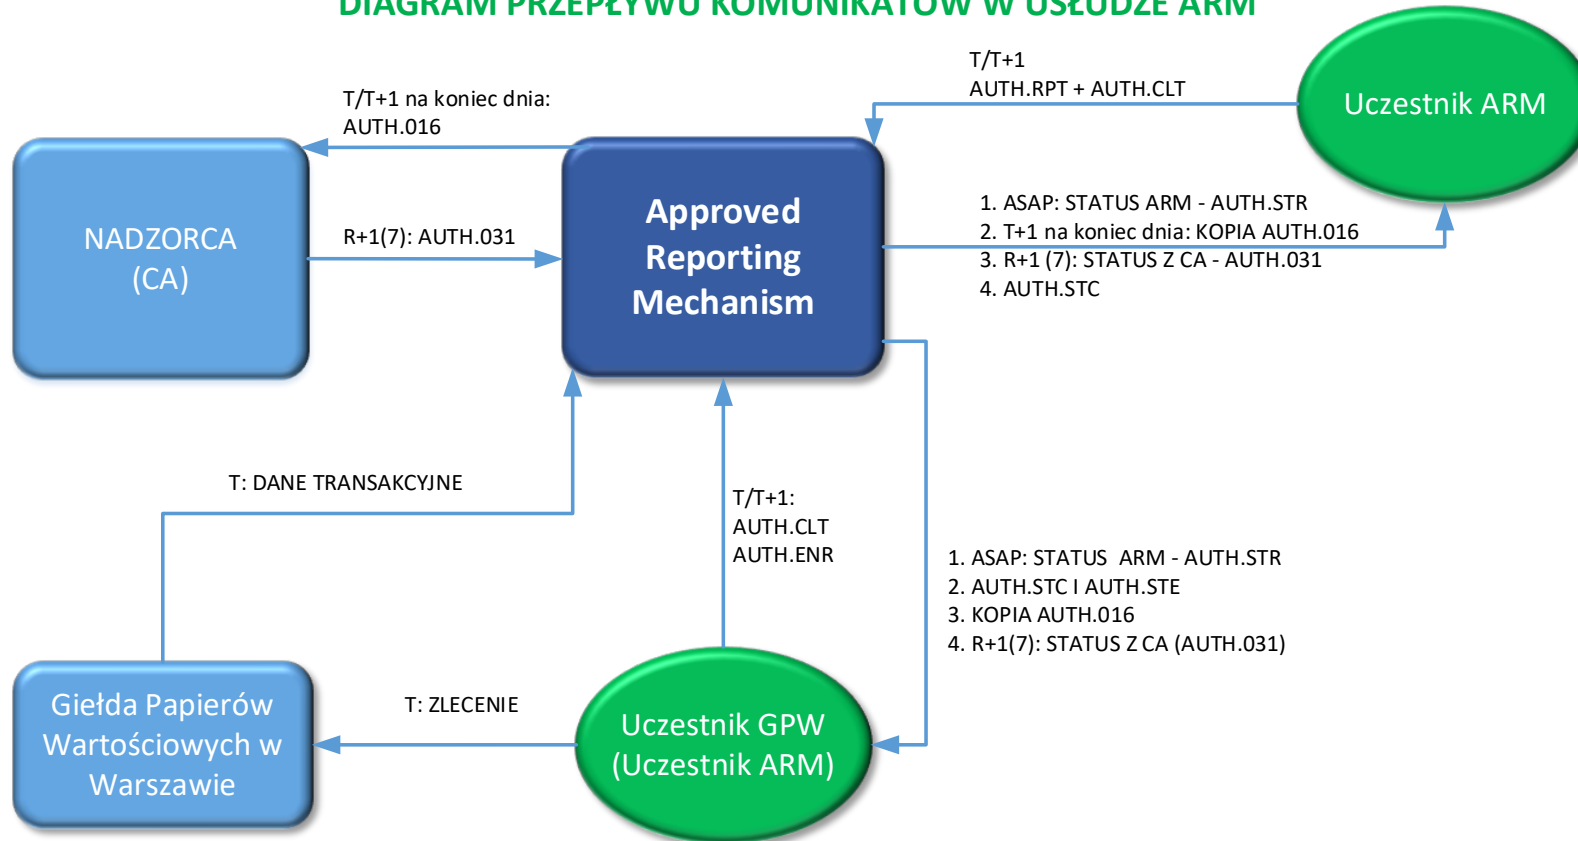 DIAGRAM PRZEPŁYWU KOMUNIKATÓW W USŁUDZE ARM
T/T+1
AUTH.RPT + AUTH.CLT
Uczestnik ARM
T/T+1 na koniec dnia:
AUTH.016
NADZORCA
(CA)
R+1(7): AUTH.031
Approved
Reporting
Mechanism
1. ASAP: STATUS ARM - AUTH.STR
2. T+1 na koniec dnia: KOPIA AUTH.016
3. R+1 (7): STATUS Z CA - AUTH.031
4. AUTH.STC
T: DANE TRANSAKCYJNE
T/T+1:
AUTH.CLT
AUTH.ENR
1. ASAP: STATUS  ARM - AUTH.STR
2. AUTH.STC I AUTH.STE
3. KOPIA AUTH.016
4. R+1(7): STATUS Z CA (AUTH.031)
Giełda Papierów
Wartościowych w
Warszawie
T: ZLECENIE
Uczestnik GPW
(Uczestnik ARM)